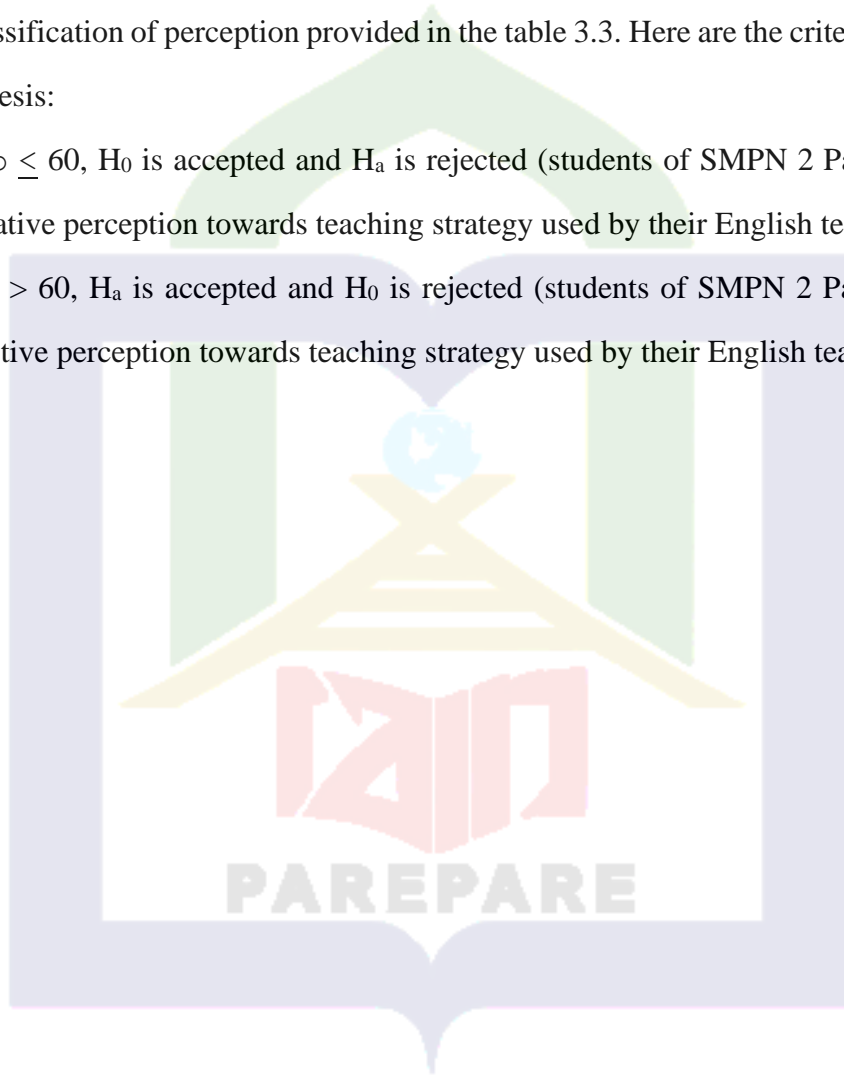 ssification of perception provided in the table 3.3. Here are the crite
esis:
< 60, H0 is accepted and Ha is rejected (students of SMPN 2 Pa
ative perception towards teaching strategy used by their English te
> 60, Ha is accepted and H0 is rejected (students of SMPN 2 Pa
tive perception towards teaching strategy used by their English tea
PAREPARE